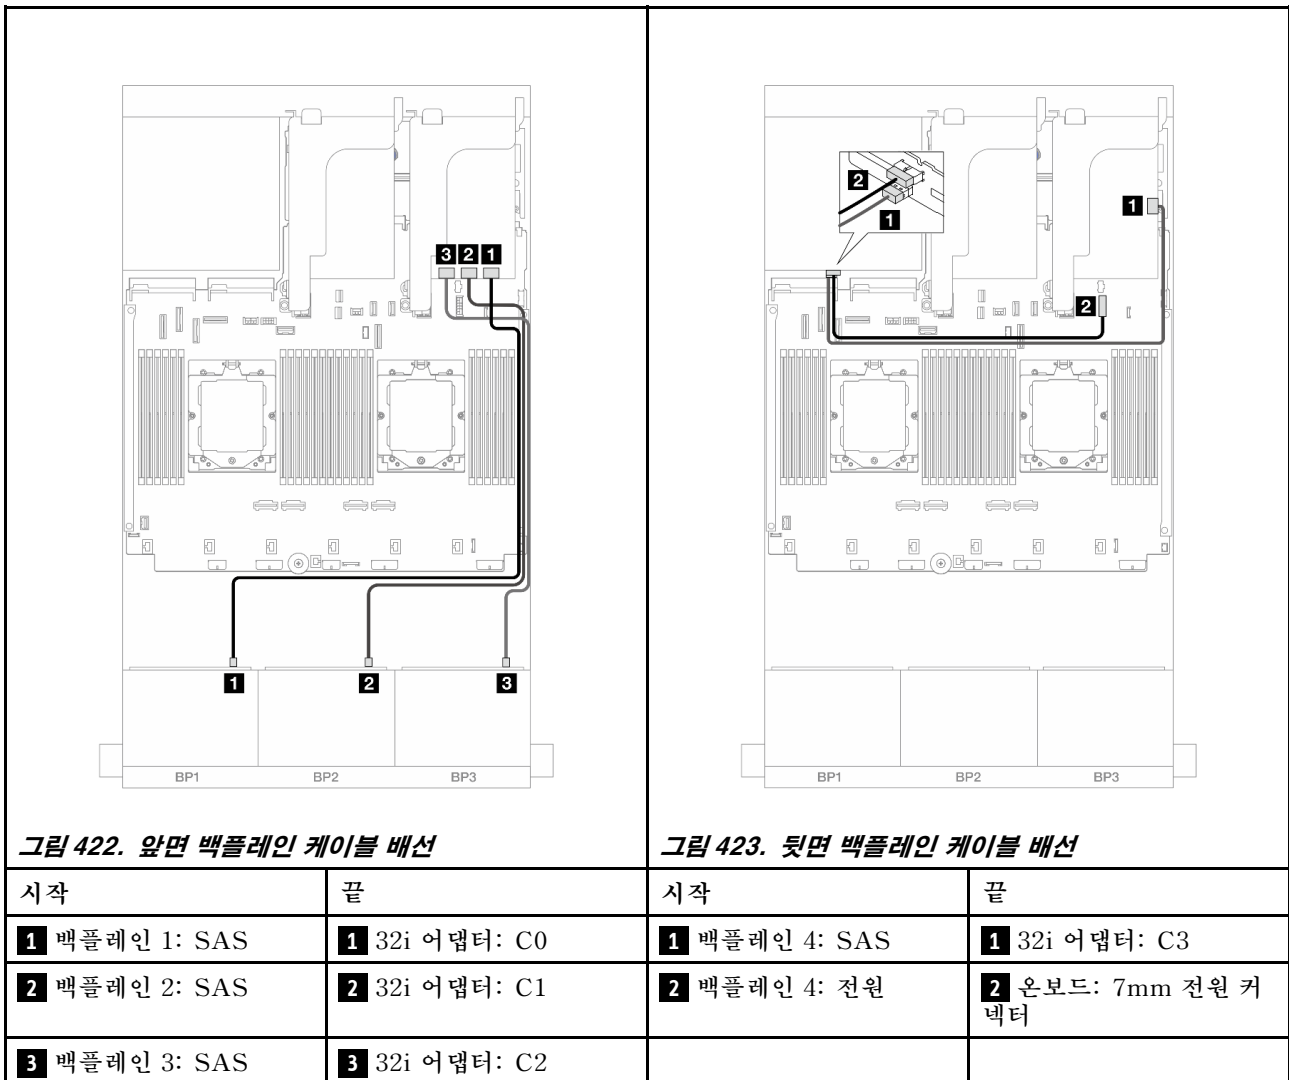 3 2 1
1 2 3
BP1 BP2 BP3
그림 422. 앞면 백플레인 케이블 배선
2
1
1
2
BP1 BP2 BP3
그림 423. 뒷면 백플레인 케이블 배선
시작 끝 시작 끝
1 백플레인 1: SAS 1 32i 어댑터: C0 1 백플레인 4: SAS 1 32i 어댑터: C3
2 백플레인 2: SAS 2 32i 어댑터: C1 2 백플레인 4: 전원 2 온보드: 7mm 전원 커
넥터
3 백플레인 3: SAS 3 32i 어댑터: C2